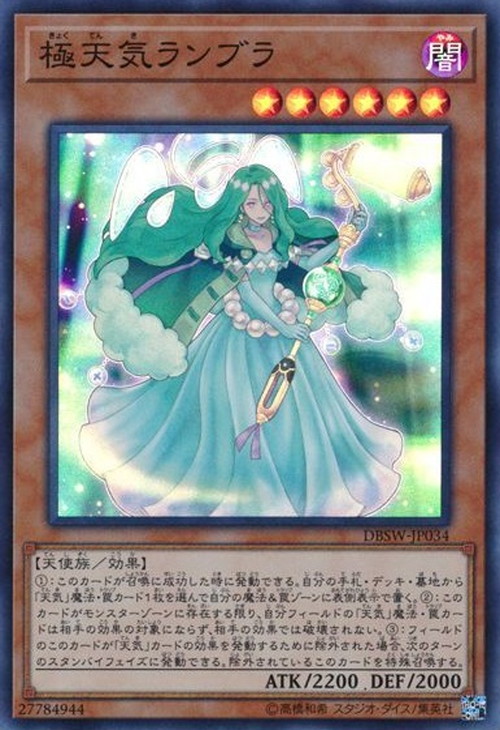 極天気ランブラ
闇
DBSW-JP034
【天使族/効果】
①：このカードが召喚に成功した時に発動できる。自分の手札・デッキ・墓地から
「天気」魔法・罠カード1枚を選んで自分の魔法&罠ゾーンに表側表示で置く。②：この
カードがモンスターゾーンに存在する限り、自分フィールドの「天気」魔法・罠カード
は相手の効果の対象にならず、相手の効果では破壊されない。③：フィールド
のこのカードが「天気」カードの効果を発動するために除外された場合、次のターン
のスタンバイフェイズに発動できる。除外されているこのカードを特殊召喚する。
ATK/2200 DEF/2000
27784944 ©高橋和希 スタジオ・ダイス/集英社